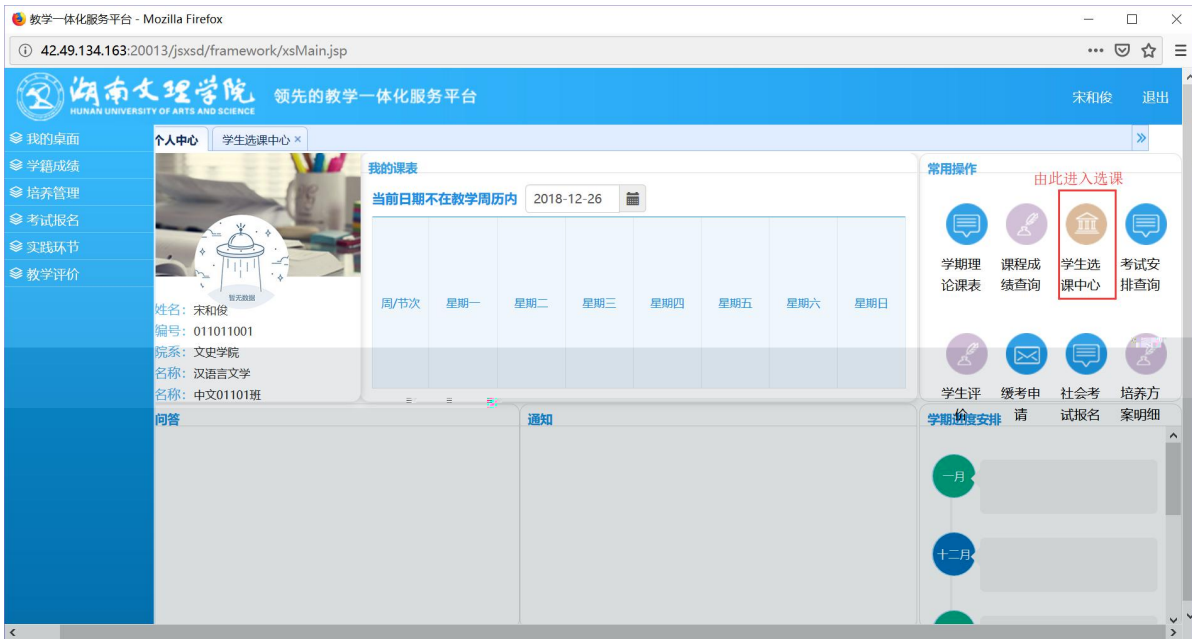 教学一体化服务平台 - Mozilla Firefox
42.49.134.163:20013/jsxsd/framework/xsMain.jsp
湖南文理学院
HUNAN UNIVERSITY OF ARTS AND SCIENCE
领先的教学一体化服务平台
宋和俊 退出
我的桌面
学籍成绩
培养管理
考试报名
实践环节
教学评价
个人中心 学生选课中心 ×
暂无数据
姓名: 宋和俊
编号: 011011001
院系: 文史学院
名称: 汉语言文学
名称: 中文01101班
我的课表
当前日期不在教学周历内 2018-12-26
周/节次 星期一 星期二 星期三 星期四 星期五 星期六 星期日
常用操作
由此进入选课
学期理
论课表
课程成
绩查询
学生选
课中心
考试安
排查询
学生评
价
缓考申
请
社会考
试报名
培养方
案明细
问答
通知
学期进度安排
一月
十二月